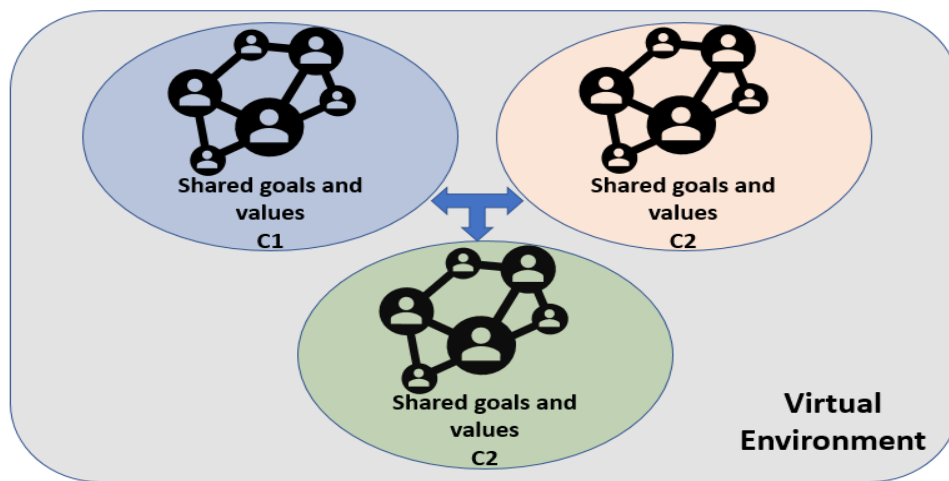 Shared goals and
values
C1
Shared goals and
values
C2
Shared goals and
values
C2
Virtual
Environment